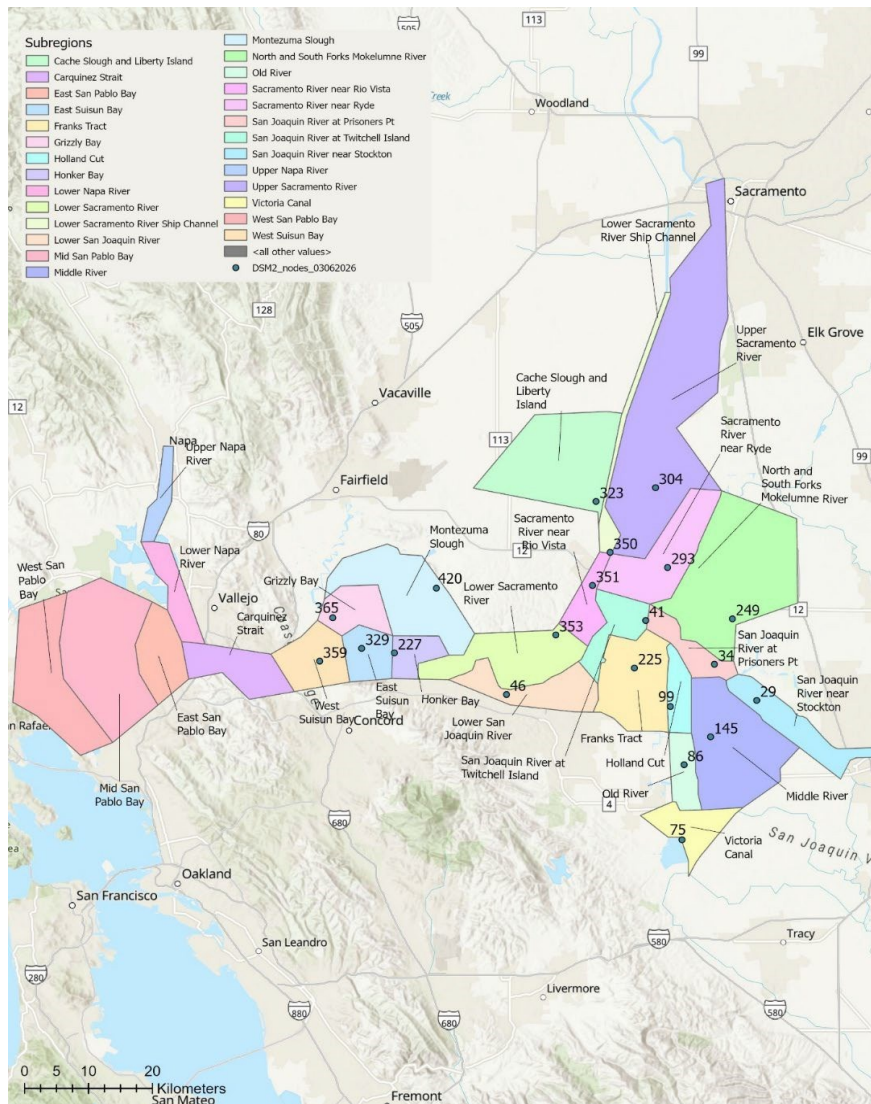 Subregions
Cache Slough and Liberty Island
Carquinez Strait
East San Pablo Bay
East Suisun Bay
Franks Tract
Grizzly Bay
Holland Cut
Honker Bay
Lower Napa River
Lower Sacramento River
Lower Sacramento River Ship Channel
Lower San Joaquin River
Mid San Pablo Bay
Middle River
Montezuma Slough
North and South Forks Mokelumne River
Old River
Sacramento River near Rio Vista
Sacramento River near Ryde
San Joaquin River at Prisoners Pt
San Joaquin River at Twitchell Island
San Joaquin River near Stockton
Upper Napa River
Upper Sacramento River
Victoria Canal
West San Pablo Bay
West Suisun Bay
<all other values>
DSM2_nodes_03062026
113
505
99
Creek
Woodland
Sacramento
Lower Sacramento
River Ship Channel
128
505
Upper
Sacramento
River
Elk Grove
12
Vacaville
Cache Slough and
Liberty
Island
113
Sacramento
River
near Ryde
99
Napa
Upper Napa
River
Fairfield
North and
South Forks
Mokelumne River
304
323
Sacramento
River near
Rio Vista
80
12
350
Montezuma
Slough
Lower Napa
River
West San
Pablo
Bay
Grizzly Bay
420
Lower Sacramento
River
351
293
Vallejo
365
41
249
12
Carquinez
Strait
353
San Joaquin
River at
Prisoners Pt
329
227
359
225
34
46
29
San Joaquin
River near
Stockton
East San
Pablo Bay
West
Suisun Bay
East
Suisun
Bay
Honker Bay
Lower San
Joaquin River
99
an Rafael
Concord
145
Franks Tract
San Joaquin River at
Twitchell Island
Holland Cut
86
Mid San
Pablo Bay
Old River
Middle River
4
680
75
Victoria
Canal
San Joaquin V
Oakland
San Francisco
580
Tracy
San Leandro
280
Livermore
880
680
580
0 5 10 20
Kilometers
San Mateo
Fremont